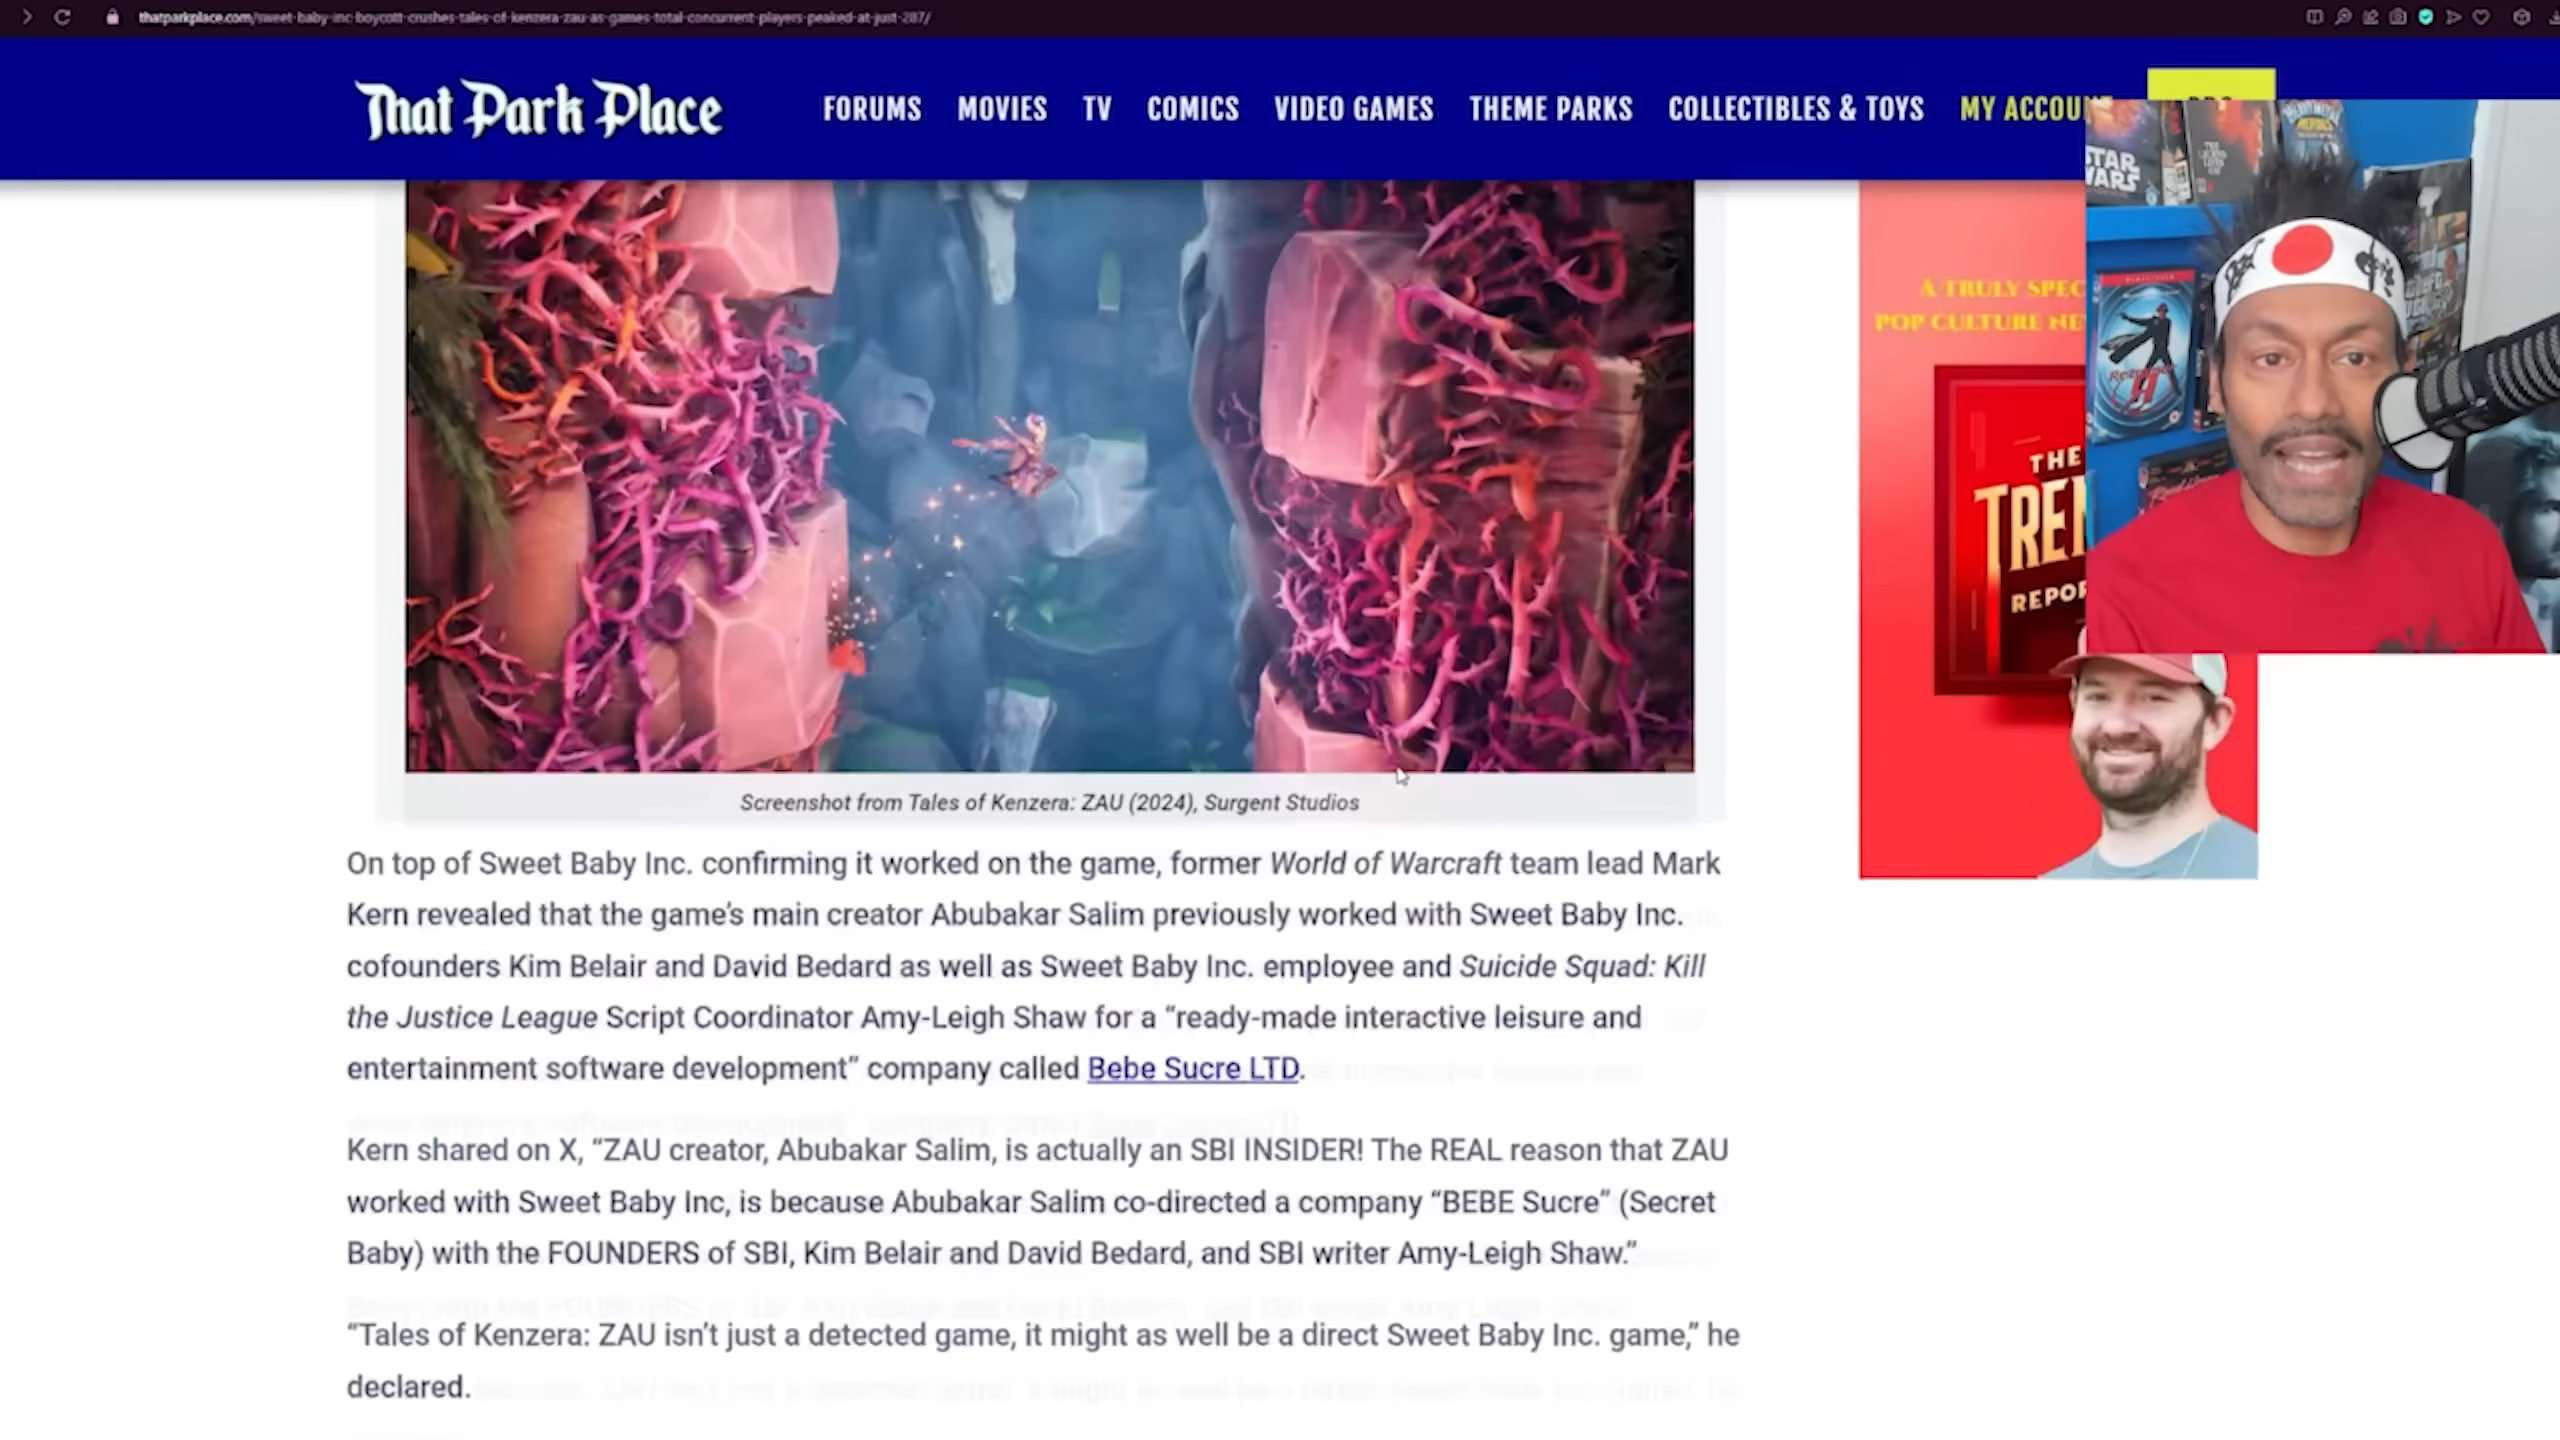 thatparkplace.com/sweet-baby-inc-boycott-crushes-tales-of-kenzera-zau-as-games-total-concurrent-players-peaked-at-just-287/
That Park Place
FORUMS MOVIES TV COMICS VIDEO GAMES THEME PARKS COLLECTIBLES & TOYS MY ACCOUN
STAR
WARS
A TRULY SPEC
POP CULTURE NE
THE
TREN
REPOR
Screenshot from Tales of Kenzera: ZAU (2024), Surgent Studios
On top of Sweet Baby Inc. confirming it worked on the game, former World of Warcraft team lead Mark
Kern revealed that the game’s main creator Abubakar Salim previously worked with Sweet Baby Inc.
cofounders Kim Belair and David Bedard as well as Sweet Baby Inc. employee and Suicide Squad: Kill
the Justice League Script Coordinator Amy-Leigh Shaw for a “ready-made interactive leisure and
entertainment software development” company called Bebe Sucre LTD.
Kern shared on X, “ZAU creator, Abubakar Salim, is actually an SBI INSIDER! The REAL reason that ZAU
worked with Sweet Baby Inc, is because Abubakar Salim co-directed a company “BEBE Sucre” (Secret
Baby) with the FOUNDERS of SBI, Kim Belair and David Bedard, and SBI writer Amy-Leigh Shaw.”
“Tales of Kenzera: ZAU isn’t just a detected game, it might as well be a direct Sweet Baby Inc. game,” he
declared.